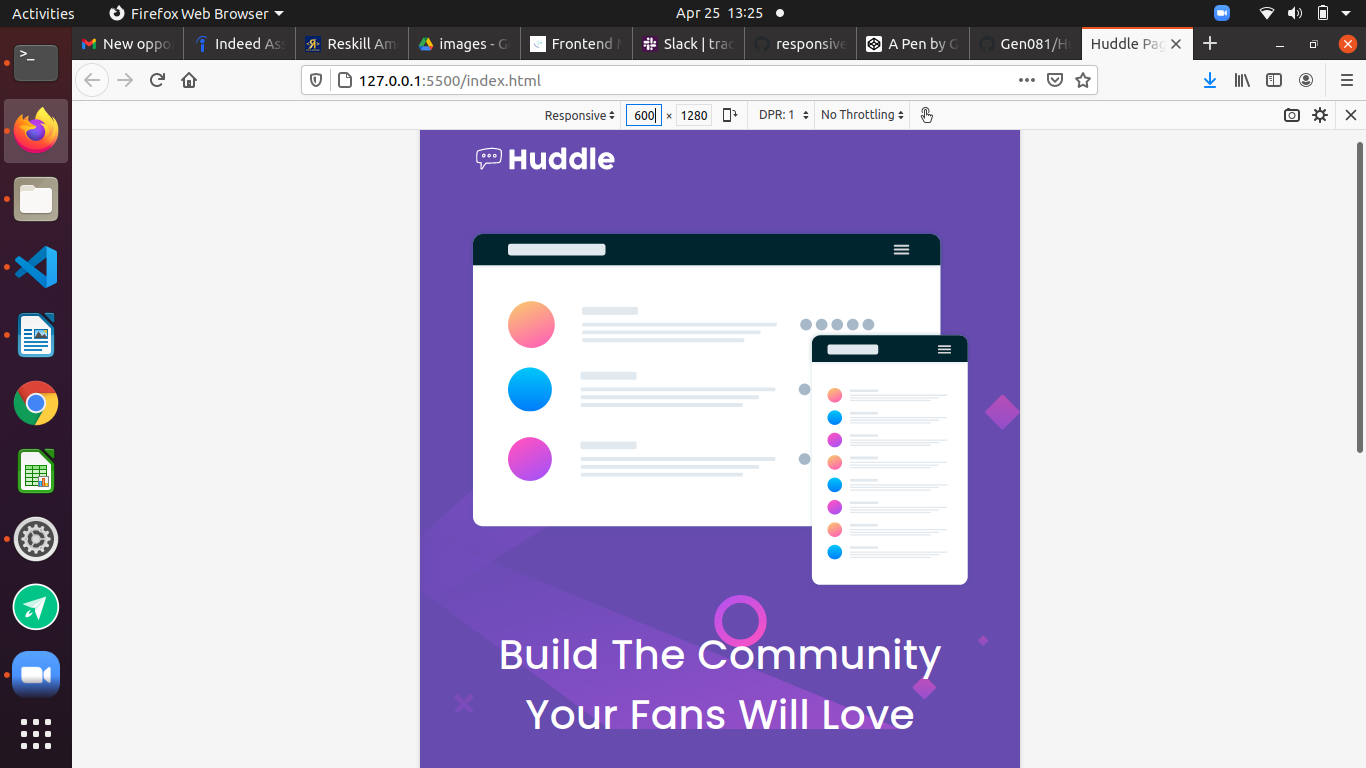 Activities
Firefox Web Browser
Apr 25 13:25
New oppo
Indeed Ass
Reskill Am
images - G
Frontend M
Slack | trac
responsive
A Pen by G
Gen081/Hu
Huddle Pag
127.0.0.1:5500/index.html
Responsive
600 × 1280
DPR: 1
No Throttling
>_
Huddle
Build The Community
Your Fans Will Love